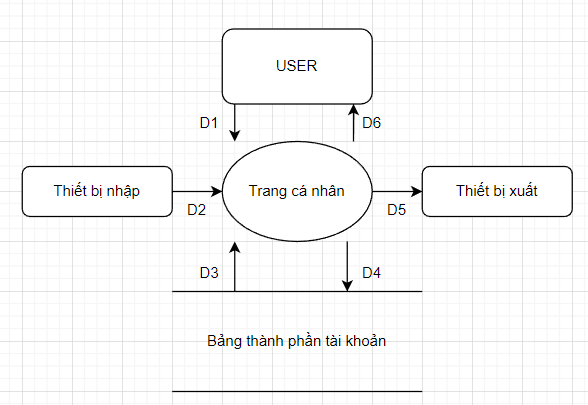 USER
D1
D6
Thiết bị nhập
Trang cá nhân
Thiết bị xuất
D2
D5
D3
D4
Bảng thành phần tài khoản